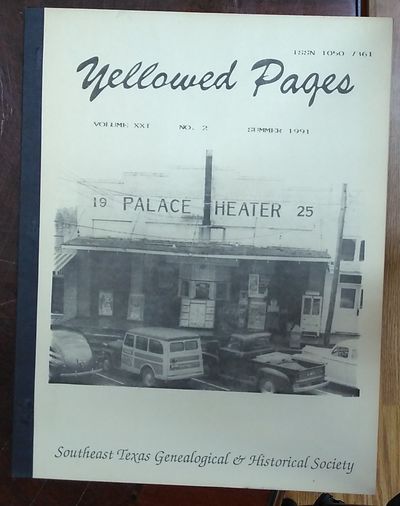 ISSN 1050 7361
Yellowed Pages
VOLUME XXI NO. 2 SUMMER 1991
19 PALACE HEATER 25
Southeast Texas Genealogical & Historical Society